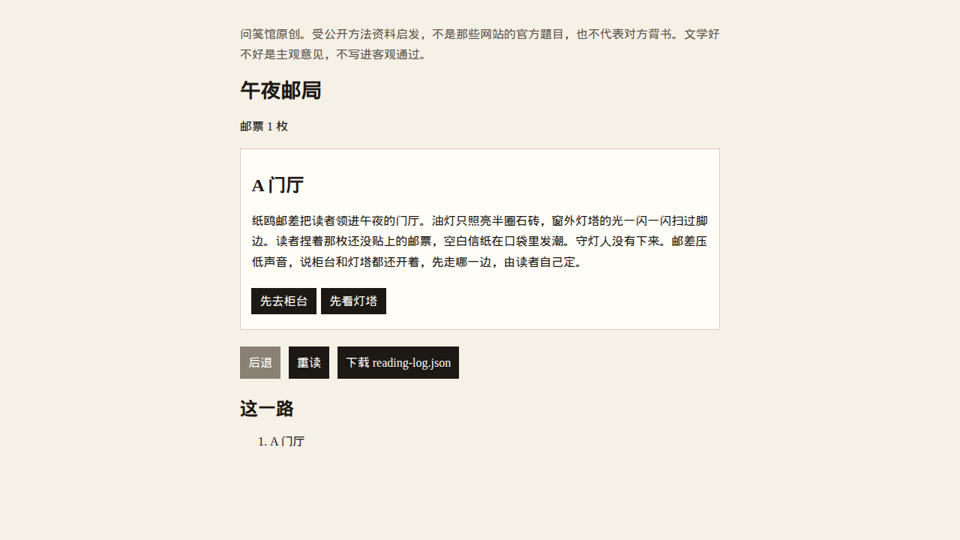 问笺馆原创。受公开方法资料启发，不是那些网站的官方题目，也不代表对方背书。文学好
不好是主观意见，不写进客观通过。
午夜邮局
邮票 1 枚
A 门厅
纸鸥邮差把读者领进午夜的门厅。油灯只照亮半圈石砖，窗外灯塔的光一闪一闪扫过脚
边。读者捏着那枚还没贴上的邮票，空白信纸在口袋里发潮。守灯人没有下来。邮差压
低声音，说柜台和灯塔都还开着，先走哪一边，由读者自己定。
先去柜台 先看灯塔
后退 重读 下载 reading-log.json
这一路
1. A 门厅